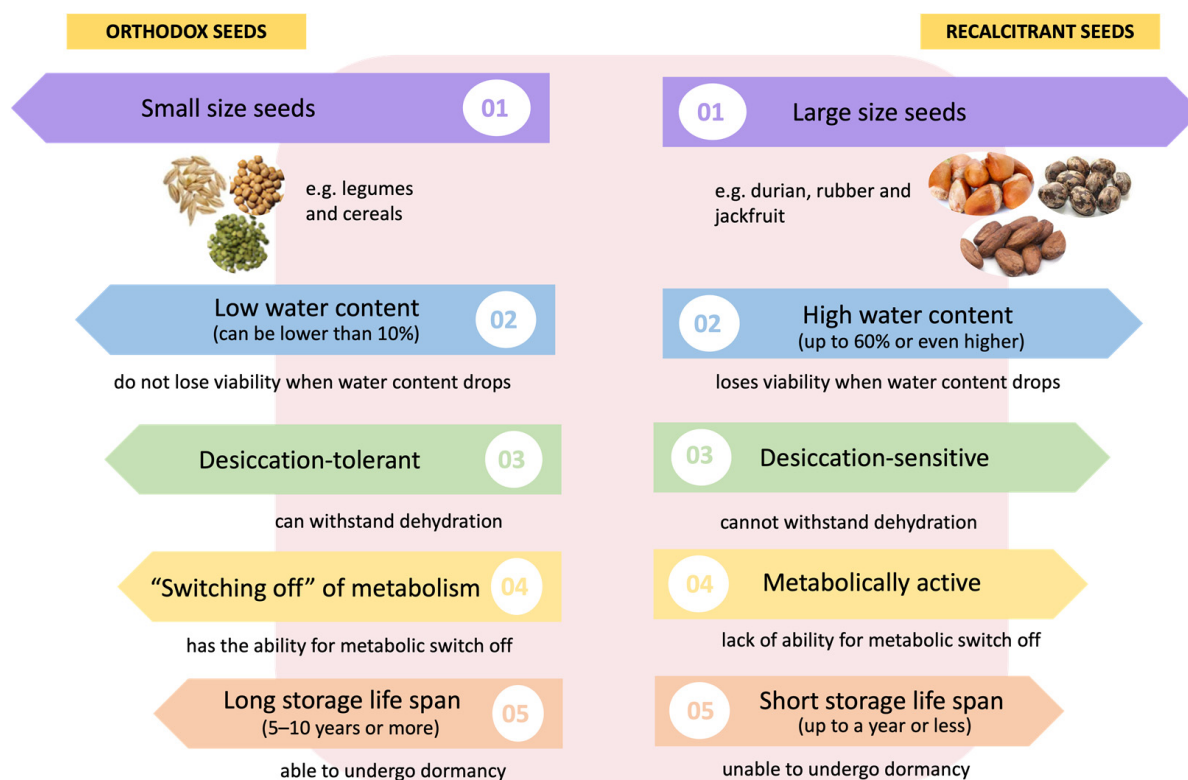 ORTHODOX SEEDS
Small size seeds
01
e.g. legumes
and cereals
Low water content
(can be lower than 10%)
02
do not lose viability when water content drops
Desiccation-tolerant
03
can withstand dehydration
“Switching off” of metabolism
04
has the ability for metabolic switch off
Long storage life span
(5–10 years or more)
05
able to undergo dormancy
RECALCITRANT SEEDS
01
Large size seeds
e.g. durian, rubber and
jackfruit
02
High water content
(up to 60% or even higher)
loses viability when water content drops
03
Desiccation-sensitive
cannot withstand dehydration
04
Metabolically active
lack of ability for metabolic switch off
05
Short storage life span
(up to a year or less)
unable to undergo dormancy